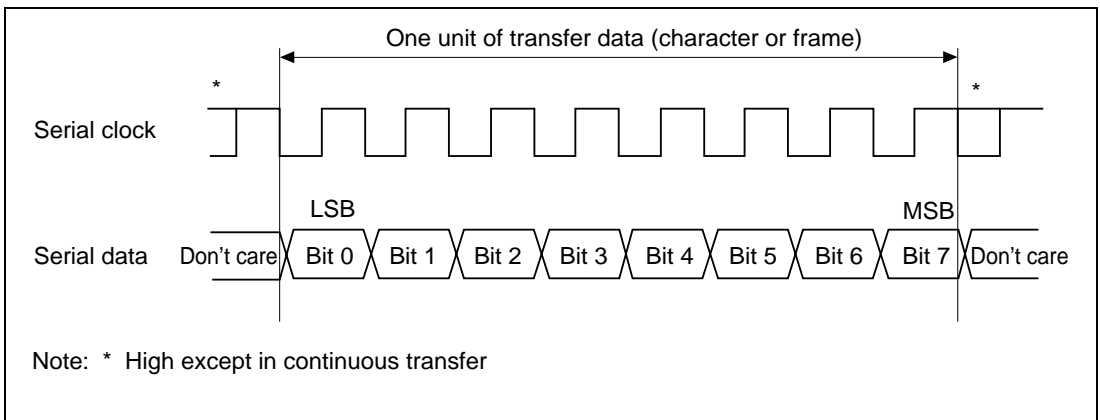 One unit of transfer data (character or frame)
* *
Serial clock
LSB MSB
Serial data Don't care Bit 0 Bit 1 Bit 2 Bit 3 Bit 4 Bit 5 Bit 6 Bit 7 Don't care
Note: * High except in continuous transfer